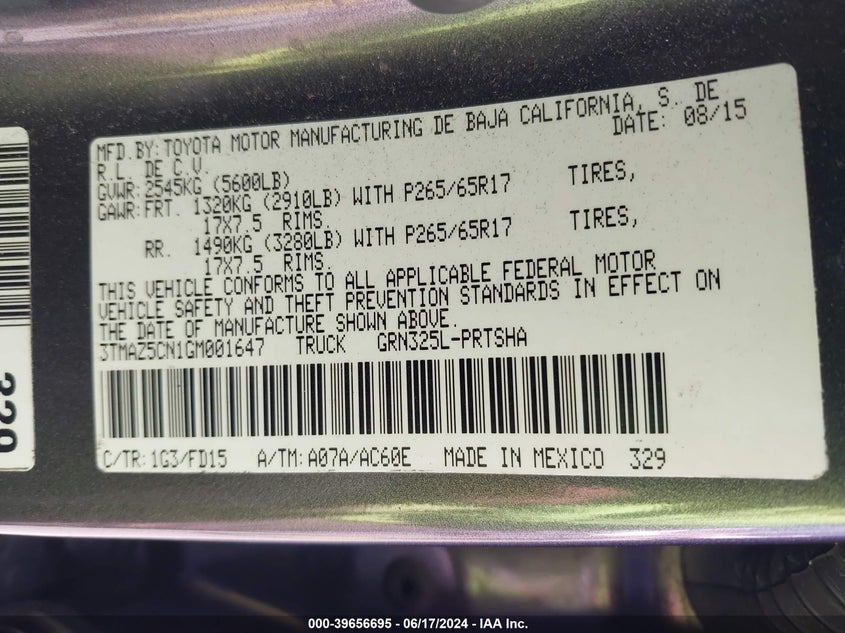 MFD.BY:TOYOTA MOTOR MANUFACTURING DE BAJA CALIFORNIA, S. DE
R.L. DE C.V. DATE: 08/15
GVWR:2545KG (5600LB)
GAWR:FRT. 1320KG (2910LB) WITH P265/65R17 TIRES,
17X7.5 RIMS.
RR. 1490KG (3280LB) WITH P265/65R17 TIRES,
17X7.5 RIMS.
THIS VEHICLE CONFORMS TO ALL APPLICABLE FEDERAL MOTOR
VEHICLE SAFETY AND THEFT PREVENTION STANDARDS IN EFFECT ON
THE DATE OF MANUFACTURE SHOWN ABOVE.
3TMAZ5CN1GM001647 TRUCK GRN325L-PRTSHA
C/TR:1G3/FD15 A/TM:A07A/AC60E MADE IN MEXICO 329
329
000-39656695 - 06/17/2024 - IAA Inc.